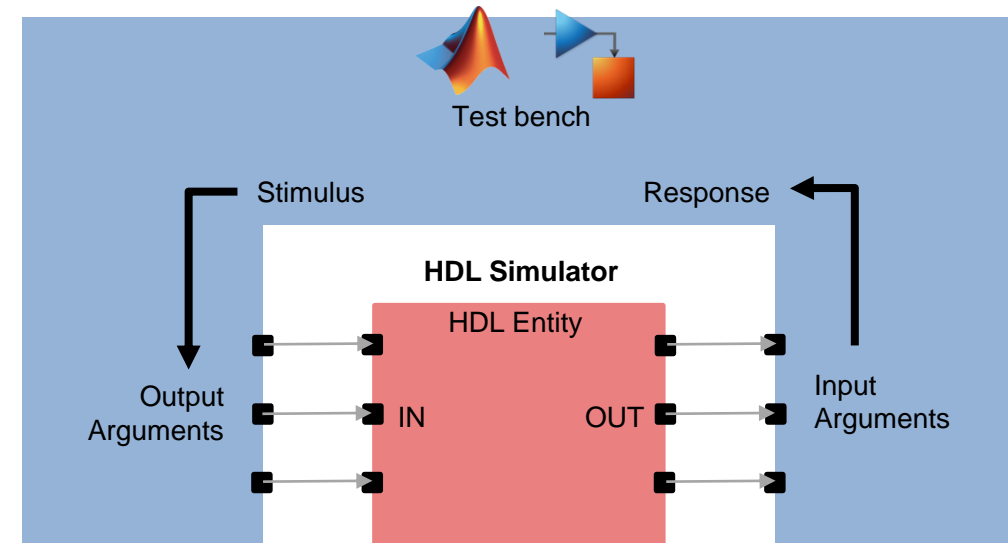 Test bench
Stimulus
Response
HDL Simulator
HDL Entity
Output
Arguments
IN
OUT
Input
Arguments